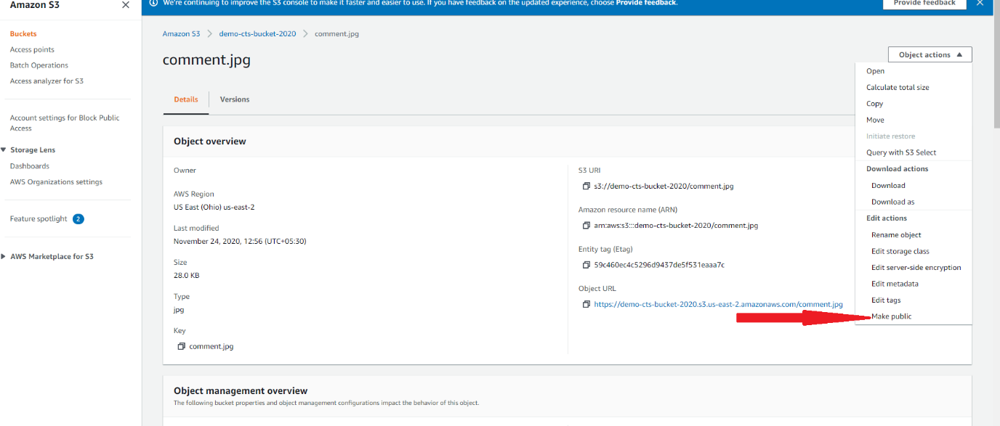 Amazon S3
We're continuing to improve the S3 console to make it faster and easier to use. If you have feedback on the updated experience, choose Provide feedback.
Provide feedback
Buckets
Access points
Batch Operations
Access analyzer for S3
Account settings for Block Public
Access
Storage Lens
Dashboards
AWS Organizations settings
Feature spotlight 2
AWS Marketplace for S3
Amazon S3 > demo-cts-bucket-2020 > comment.jpg
comment.jpg
Object actions
Open
Calculate total size
Copy
Move
Initiate restore
Query with S3 Select
Download actions
Download
Download as
Edit actions
Rename object
Edit storage class
Edit server-side encryption
Edit metadata
Edit tags
Make public
Details
Versions
Object overview
Owner
AWS Region
US East (Ohio) us-east-2
Last modified
November 24, 2020, 12:56 (UTC+05:30)
Size
28.0 KB
Type
jpg
Key
comment.jpg
S3 URI
s3://demo-cts-bucket-2020/comment.jpg
Amazon resource name (ARN)
arn:aws:s3:::demo-cts-bucket-2020/comment.jpg
Entity tag (Etag)
59c460ec4c5296d9437de5f531eaaa7c
Object URL
https://demo-cts-bucket-2020.s3.us-east-2.amazonaws.com/comment.jpg
Object management overview
The following bucket properties and object management configurations impact the behavior of this object.